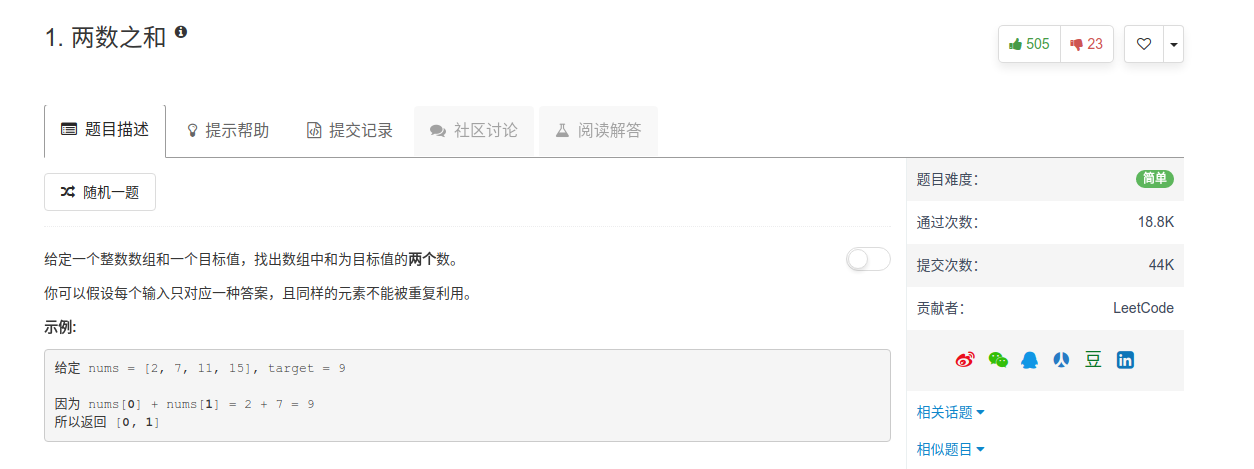 1. 两数之和
505 23
题目描述 提示帮助 提交记录 社区讨论 阅读解答
随机一题
给定一个整数数组和一个目标值，找出数组中和为目标值的两个数。
你可以假设每个输入只对应一种答案，且同样的元素不能被重复利用。
示例:
给定 nums = [2, 7, 11, 15], target = 9
因为 nums[0] + nums[1] = 2 + 7 = 9
所以返回 [0, 1]
题目难度： 简单
通过次数： 18.8K
提交次数： 44K
贡献者： LeetCode
豆 in
相关话题
相似题目